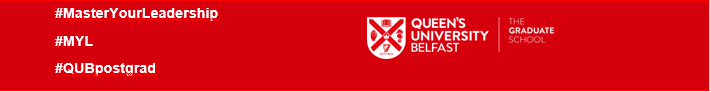 #MasterYourLeadership
#MYL
#QUBpostgrad
QUEEN'S
UNIVERSITY
BELFAST
THE
GRADUATE
SCHOOL